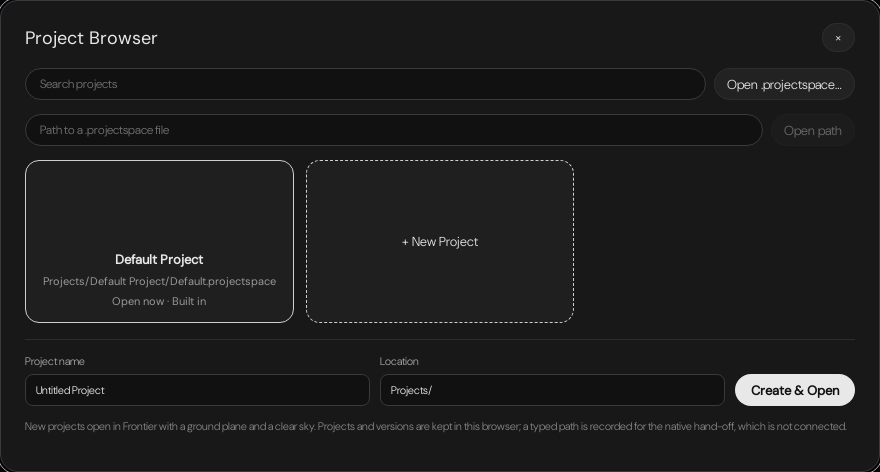 Project Browser
×
Search projects
Open .projectspace...
Path to a .projectspace file
Open path
Default Project
Projects/Default Project/Default.projectspace
Open now · Built in
+ New Project
Project name
Location
Untitled Project
Projects/
Create & Open
New projects open in Frontier with a ground plane and a clear sky. Projects and versions are kept in this browser; a typed path is recorded for the native hand-off, which is not connected.